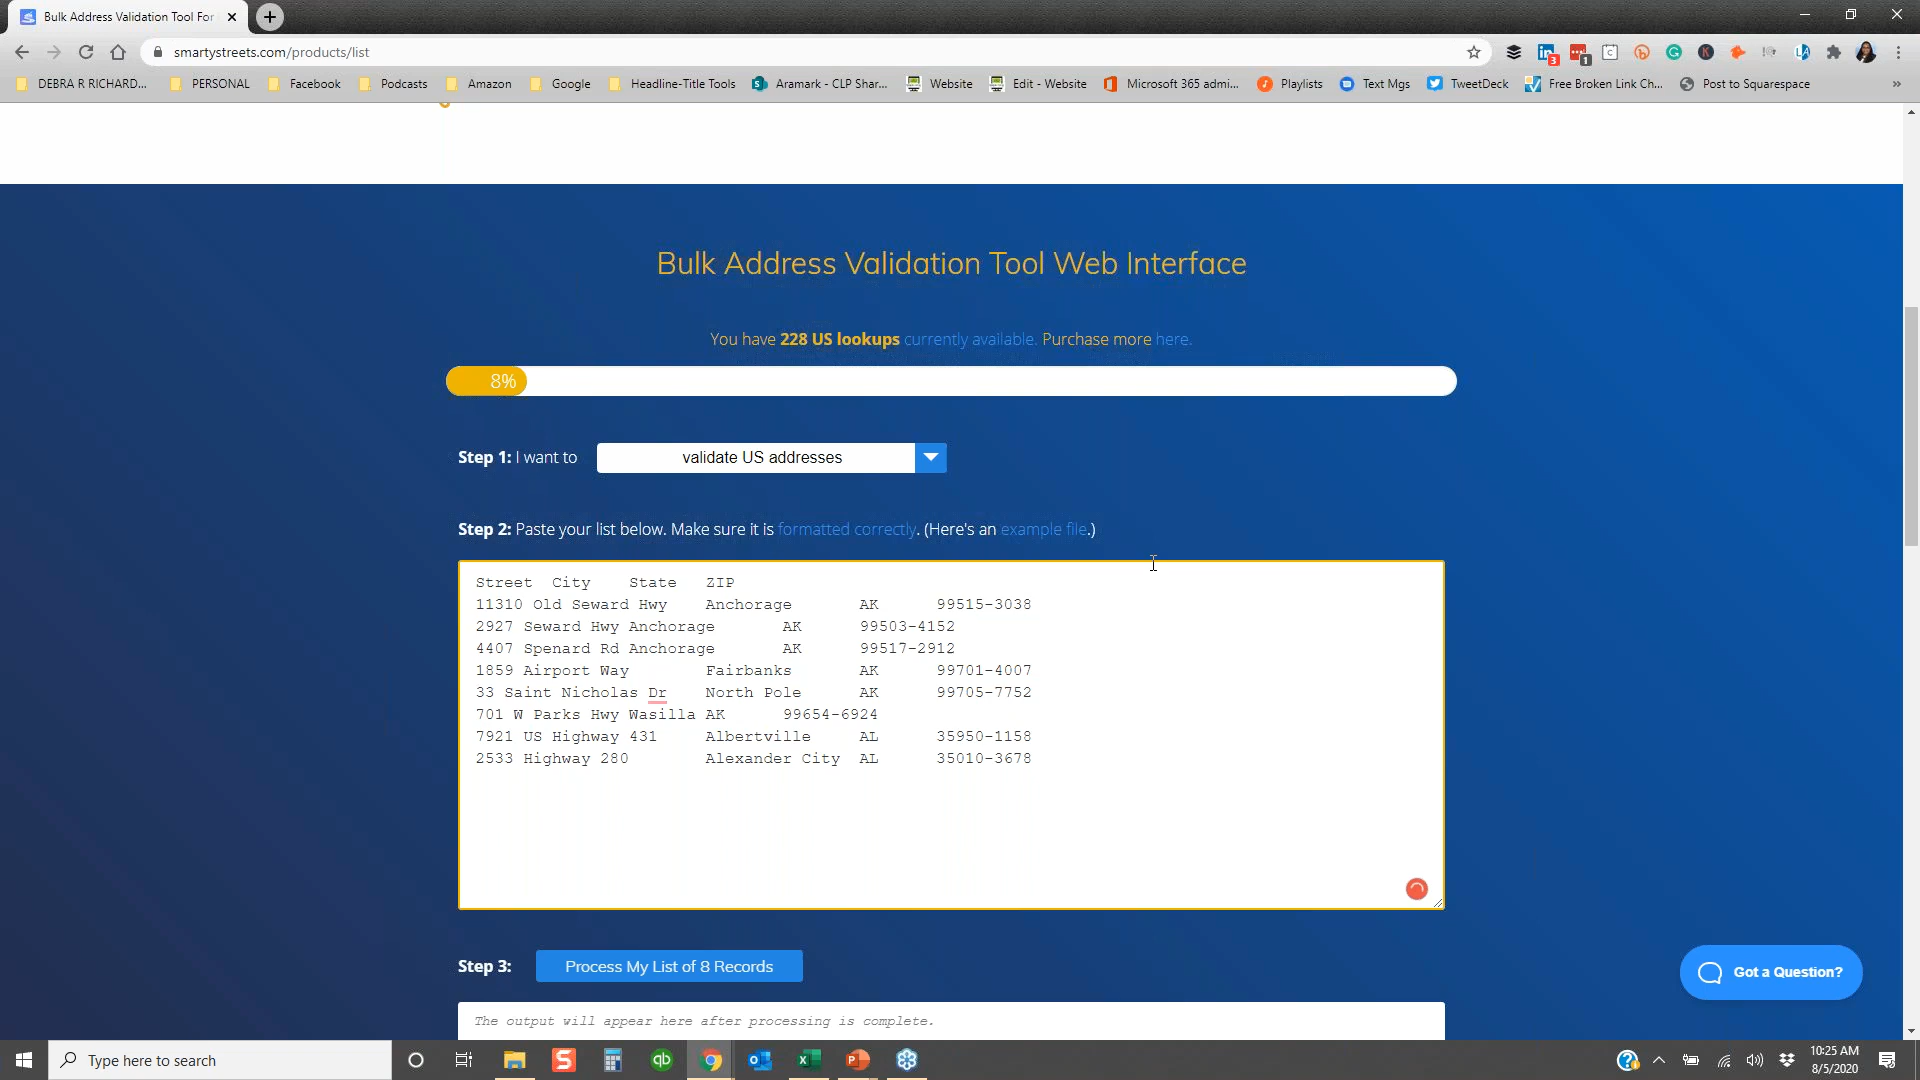 Bulk Address Validation Tool For
smartystreets.com/products/list
3
1
DEBRA R RICHARD... PERSONAL Facebook Podcasts Amazon Google Headline-Title Tools Aramark - CLP Shar... Website Edit - Website Microsoft 365 admi... Playlists Text Mgs TweetDeck Free Broken Link Ch... Post to Squarespace »
Bulk Address Validation Tool Web Interface
You have 228 US lookups currently available. Purchase more here.
8%
Step 1: I want to validate US addresses
Step 2: Paste your list below. Make sure it is formatted correctly. (Here's an example file.)
Street City State ZIP
11310 Old Seward Hwy Anchorage AK 99515-3038
2927 Seward Hwy Anchorage AK 99503-4152
4407 Spenard Rd Anchorage AK 99517-2912
1859 Airport Way Fairbanks AK 99701-4007
33 Saint Nicholas Dr North Pole AK 99705-7752
701 W Parks Hwy Wasilla AK 99654-6924
7921 US Highway 431 Albertville AL 35950-1158
2533 Highway 280 Alexander City AL 35010-3678
Step 3: Process My List of 8 Records
Got a Question?
The output will appear here after processing is complete.
Type here to search
10:25 AM
8/5/2020